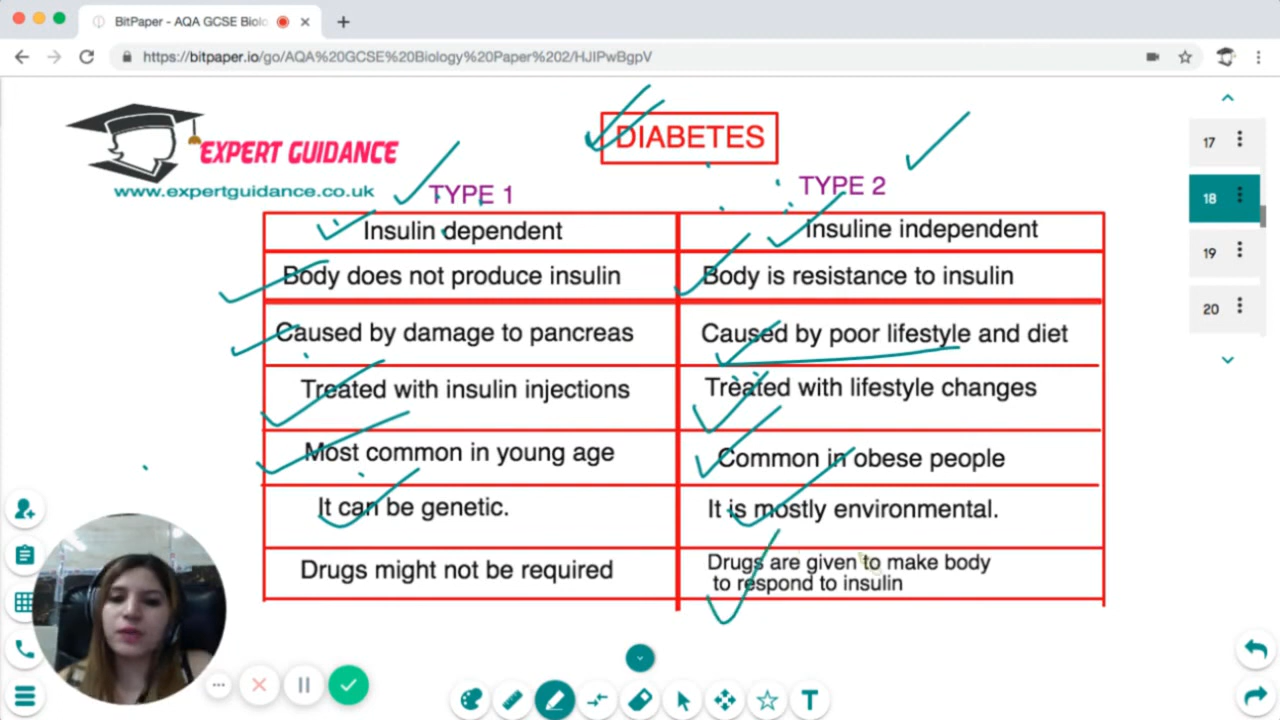 BitPaper - AQA GCSE Biolo
https://bitpaper.io/go/AQA%20GCSE%20Biology%20Paper%202/HJIPwBgpV
DIABETES
EXPERT GUIDANCE
www.expertguidance.co.uk
TYPE 1
TYPE 2
Insulin dependent
Insuline independent
Body does not produce insulin
Body is resistance to insulin
Caused by damage to pancreas
Caused by poor lifestyle and diet
Treated with insulin injections
Treated with lifestyle changes
Most common in young age
Common in obese people
It can be genetic.
It is mostly environmental.
Drugs might not be required
Drugs are given to make body
to respond to insulin
17
18
19
20
T